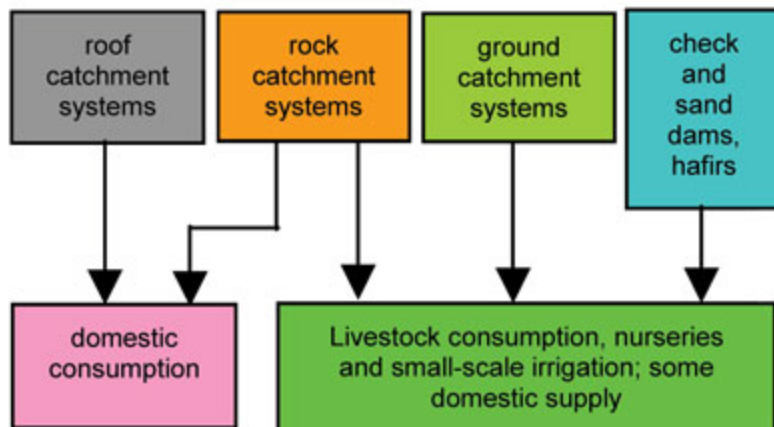 roof
catchment
systems
rock
catchment
systems
ground
catchment
systems
check
and
sand
dams,
hafirs
domestic
consumption
Livestock consumption, nurseries
and small-scale irrigation; some
domestic supply